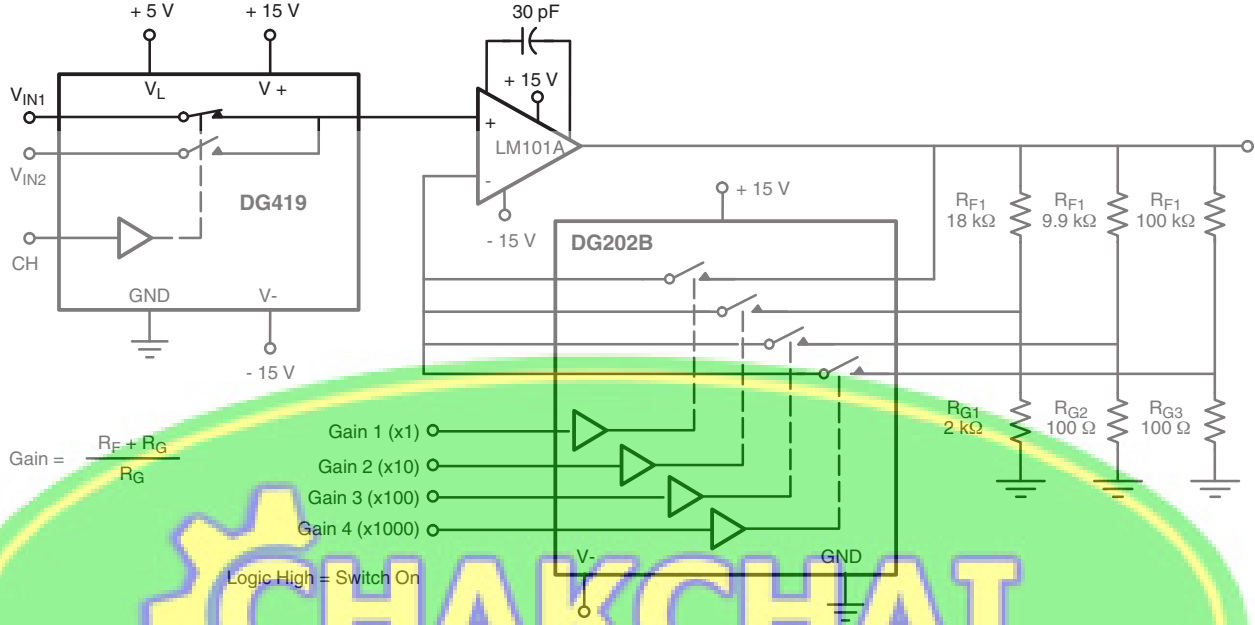 + 5 V
+ 15 V
30 pF
VL
V +
+ 15 V
VIN1
+
LM101A
VIN2
-
DG419
+ 15 V
- 15 V
DG202B
RF1
18 kΩ
RF1
9.9 kΩ
RF1
100 kΩ
CH
GND
V-
- 15 V
RG1
2 kΩ
RG2
100 Ω
RG3
100 Ω
Gain =
RF + RG
RG
Gain 1 (x1)
Gain 2 (x10)
Gain 3 (x100)
Gain 4 (x1000)
V-
GND
Logic High = Switch On
CHAKCHAI